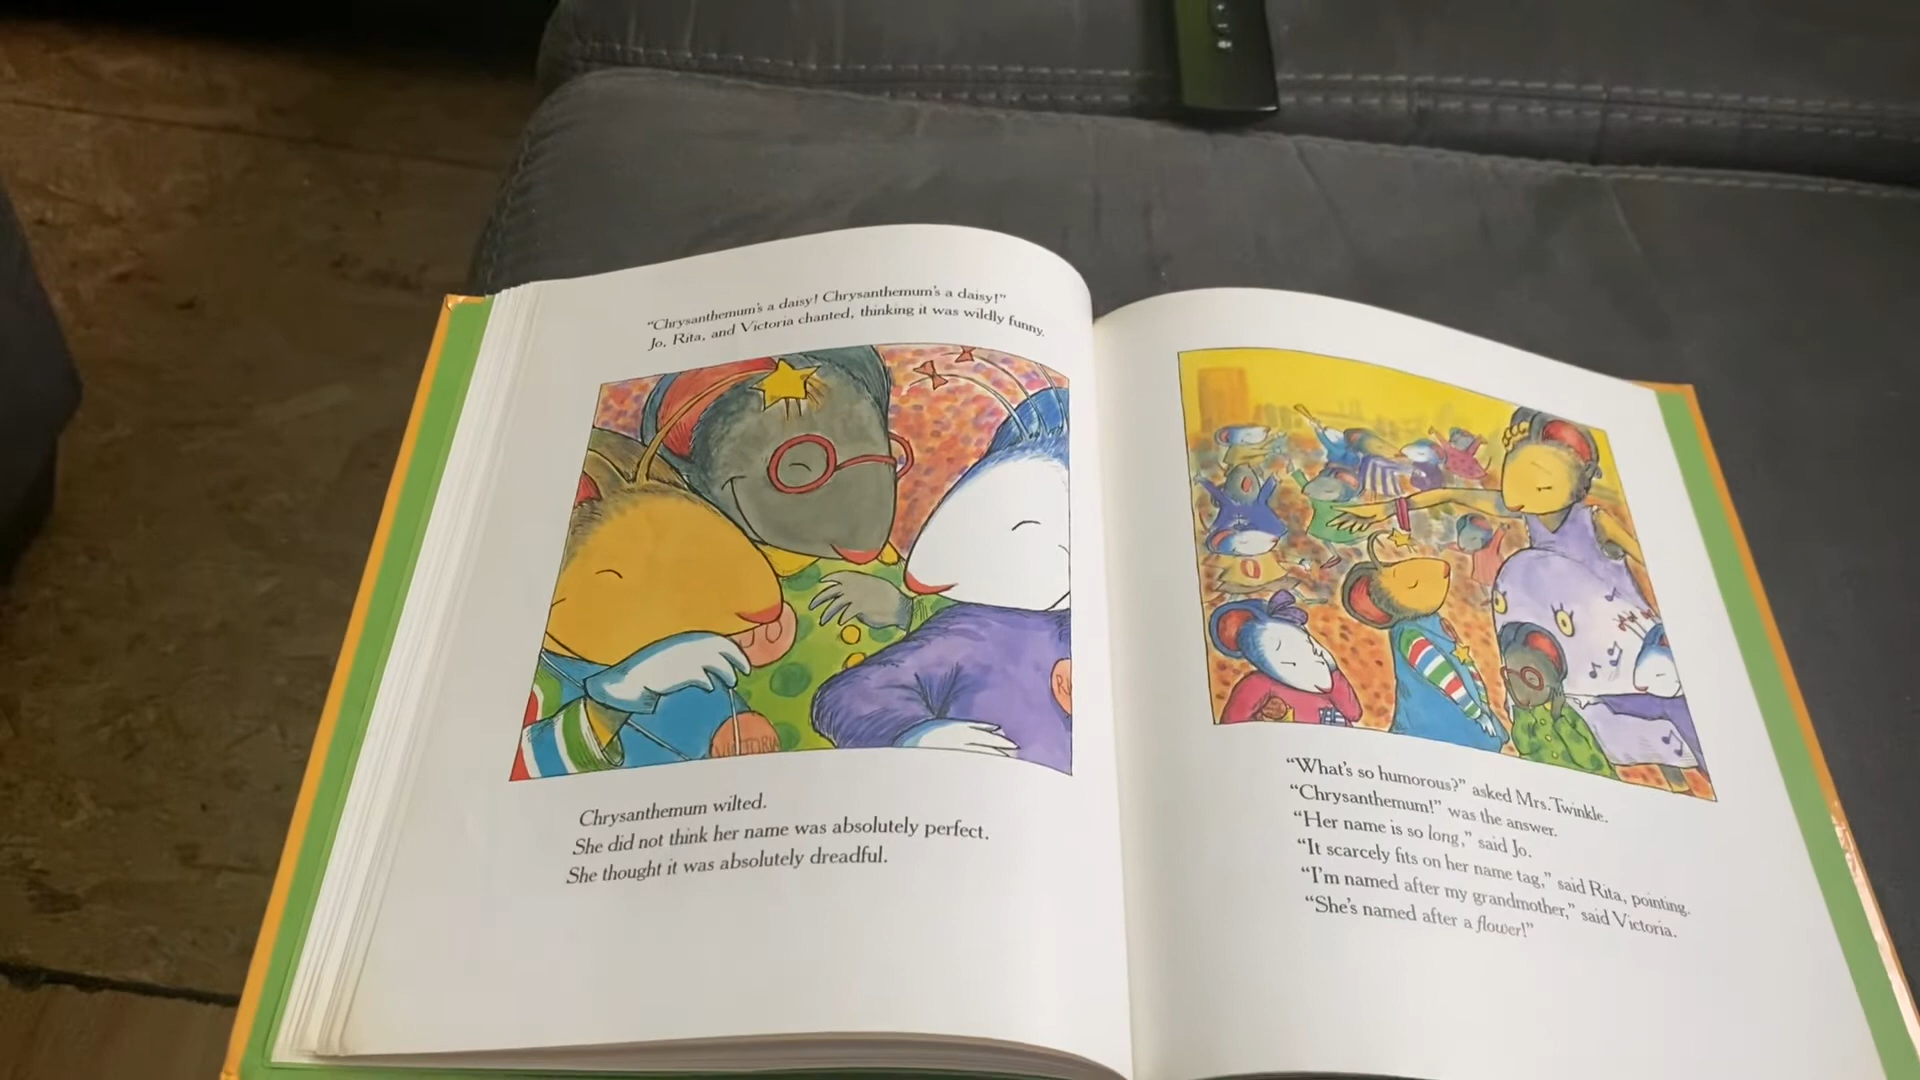 “Chrysanthemum's a daisy! Chrysanthemum's a daisy!”
Jo, Rita, and Victoria chanted, thinking it was wildly funny.
VICTORIA
Chrysanthemum wilted.
She did not think her name was absolutely perfect.
She thought it was absolutely dreadful.
“What's so humorous?” asked Mrs. Twinkle.
“Chrysanthemum!” was the answer.
“Her name is so long,” said Jo.
“It scarcely fits on her name tag,” said Rita, pointing.
“I'm named after my grandmother,” said Victoria.
“She's named after a flower!”